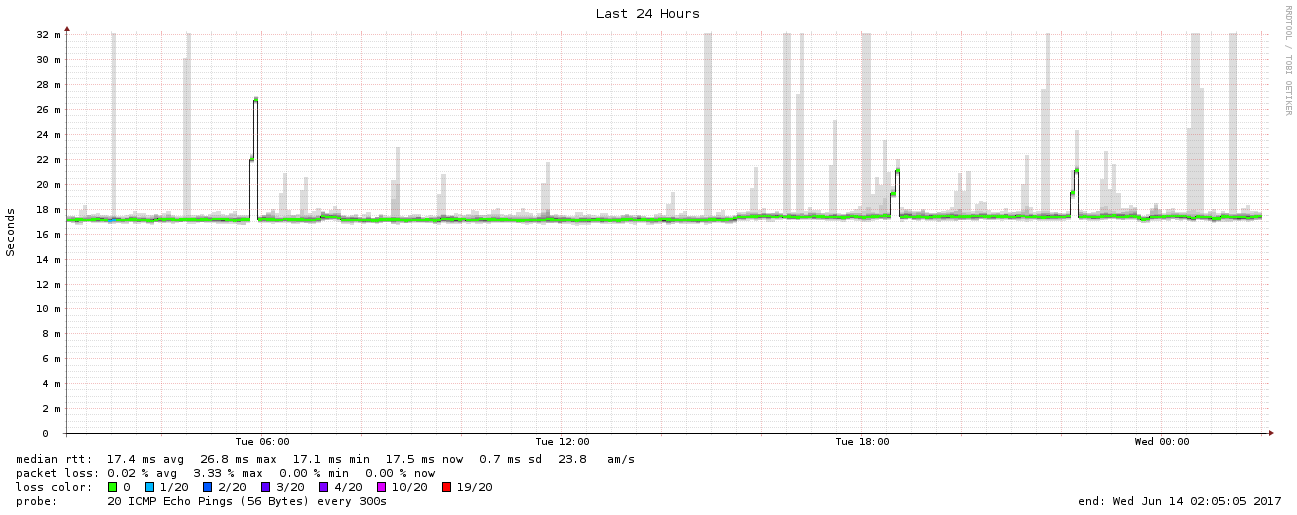 Last 24 Hours
RRDTOOL / TOBI OETIKER
Seconds
32 m
30 m
28 m
26 m
24 m
22 m
20 m
18 m
16 m
14 m
12 m
10 m
8 m
6 m
4 m
2 m
0
Tue 06:00 Tue 12:00 Tue 18:00 Wed 00:00
median rtt: 17.4 ms avg 26.8 ms max 17.1 ms min 17.5 ms now 0.7 ms sd 23.8 am/s
packet loss: 0.02 % avg 3.33 % max 0.00 % min 0.00 % now
loss color: 0 1/20 2/20 3/20 4/20 10/20 19/20
probe: 20 ICMP Echo Pings (56 Bytes) every 300s end: Wed Jun 14 02:05:05 2017